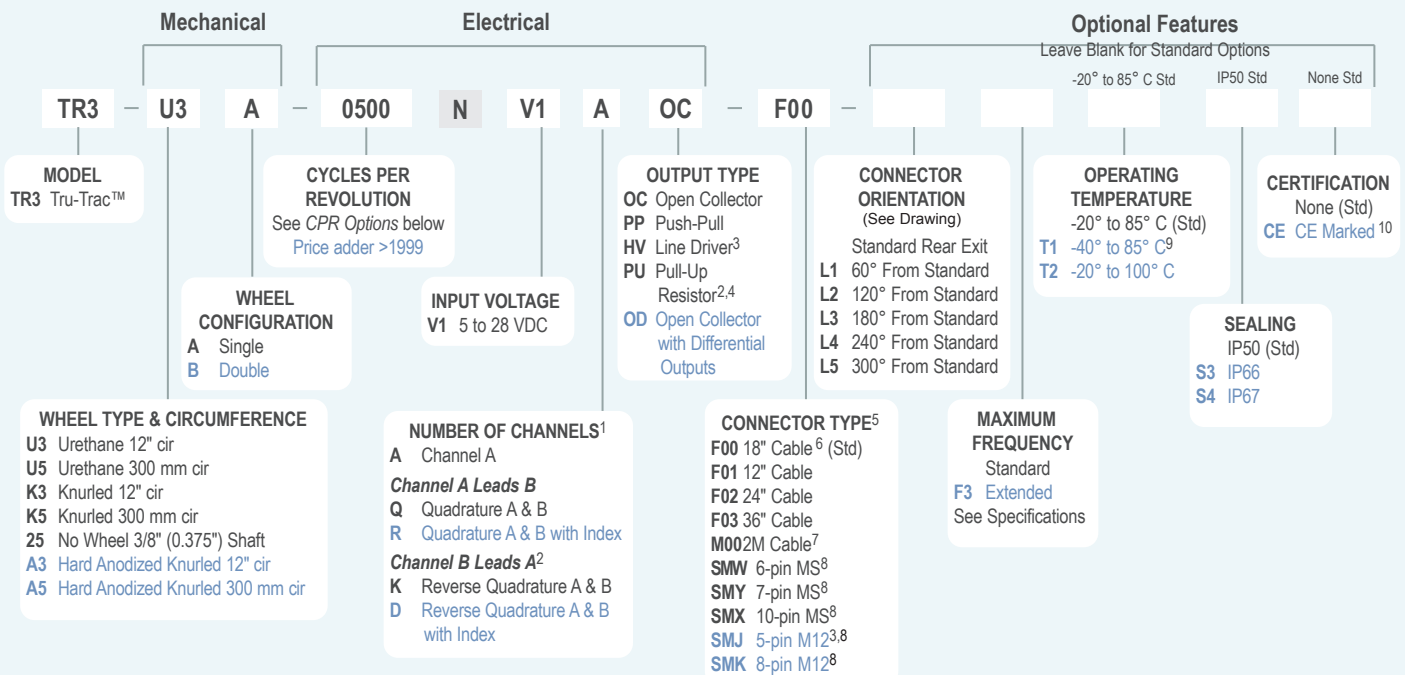 Mechanical
Electrical
Optional Features
Leave Blank for Standard Options
-20° to 85° C Std
IP50 Std
None Std
TR3 – U3 A – 0500 N V1 A OC – F00 –
MODEL
TR3 Tru-Trac™
CYCLES PER
REVOLUTION
See CPR Options below
Price adder >1999
OUTPUT TYPE
OC Open Collector
PP Push-Pull
HV Line Driver3
PU Pull-Up
Resistor2,4
OD Open Collector
with Differential
Outputs
CONNECTOR
ORIENTATION
(See Drawing)
Standard Rear Exit
L1 60° From Standard
L2 120° From Standard
L3 180° From Standard
L4 240° From Standard
L5 300° From Standard
OPERATING
TEMPERATURE
-20° to 85° C (Std)
T1 -40° to 85° C9
T2 -20° to 100° C
CERTIFICATION
None (Std)
CE CE Marked 10
WHEEL
CONFIGURATION
A Single
B Double
INPUT VOLTAGE
V1 5 to 28 VDC
SEALING
IP50 (Std)
S3 IP66
S4 IP67
WHEEL TYPE & CIRCUMFERENCE
U3 Urethane 12" cir
U5 Urethane 300 mm cir
K3 Knurled 12" cir
K5 Knurled 300 mm cir
25 No Wheel 3/8" (0.375") Shaft
A3 Hard Anodized Knurled 12" cir
A5 Hard Anodized Knurled 300 mm cir
NUMBER OF CHANNELS1
A Channel A
Channel A Leads B
Q Quadrature A & B
R Quadrature A & B with Index
Channel B Leads A2
K Reverse Quadrature A & B
D Reverse Quadrature A & B
with Index
CONNECTOR TYPE5
F00 18" Cable6 (Std)
F01 12" Cable
F02 24" Cable
F03 36" Cable
M002M Cable7
SMW 6-pin MS8
SMY 7-pin MS8
SMX 10-pin MS8
SMJ 5-pin M123,8
SMK 8-pin M128
MAXIMUM
FREQUENCY
Standard
F3 Extended
See Specifications